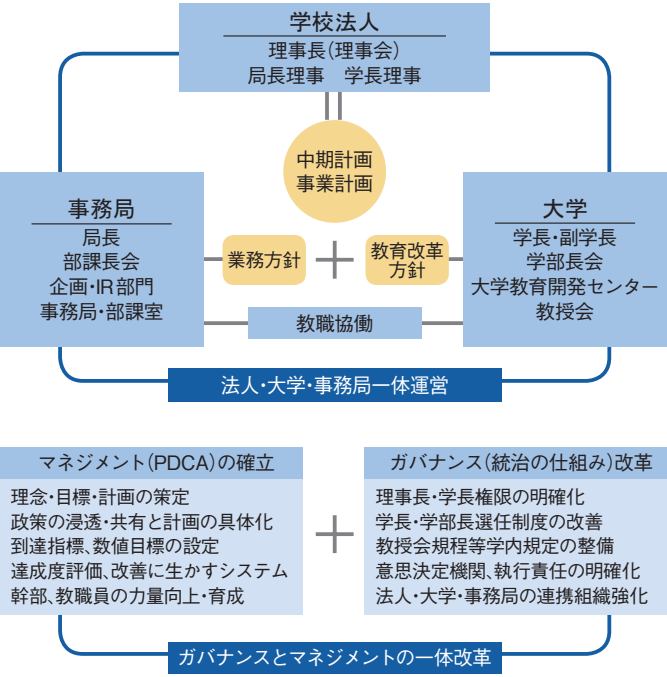 学校法人
理事長(理事会)
局長理事　学長理事
中期計画
事業計画
事務局
局長
部課長会
企画・IR部門
事務局・部課室
業務方針
教育改革
方針
大学
学長・副学長
学部長会
大学教育開発センター
教授会
教職協働
法人・大学・事務局一体運営
マネジメント(PDCA)の確立
理念・目標・計画の策定
政策の浸透・共有と計画の具体化
到達指標、数値目標の設定
達成度評価、改善に生かすシステム
幹部、教職員の力量向上・育成
ガバナンス(統治の仕組み)改革
理事長・学長権限の明確化
学長・学部長選任制度の改善
教授会規程等学内規定の整備
意思決定機関、執行責任の明確化
法人・大学・事務局の連携組織強化
ガバナンスとマネジメントの一体改革